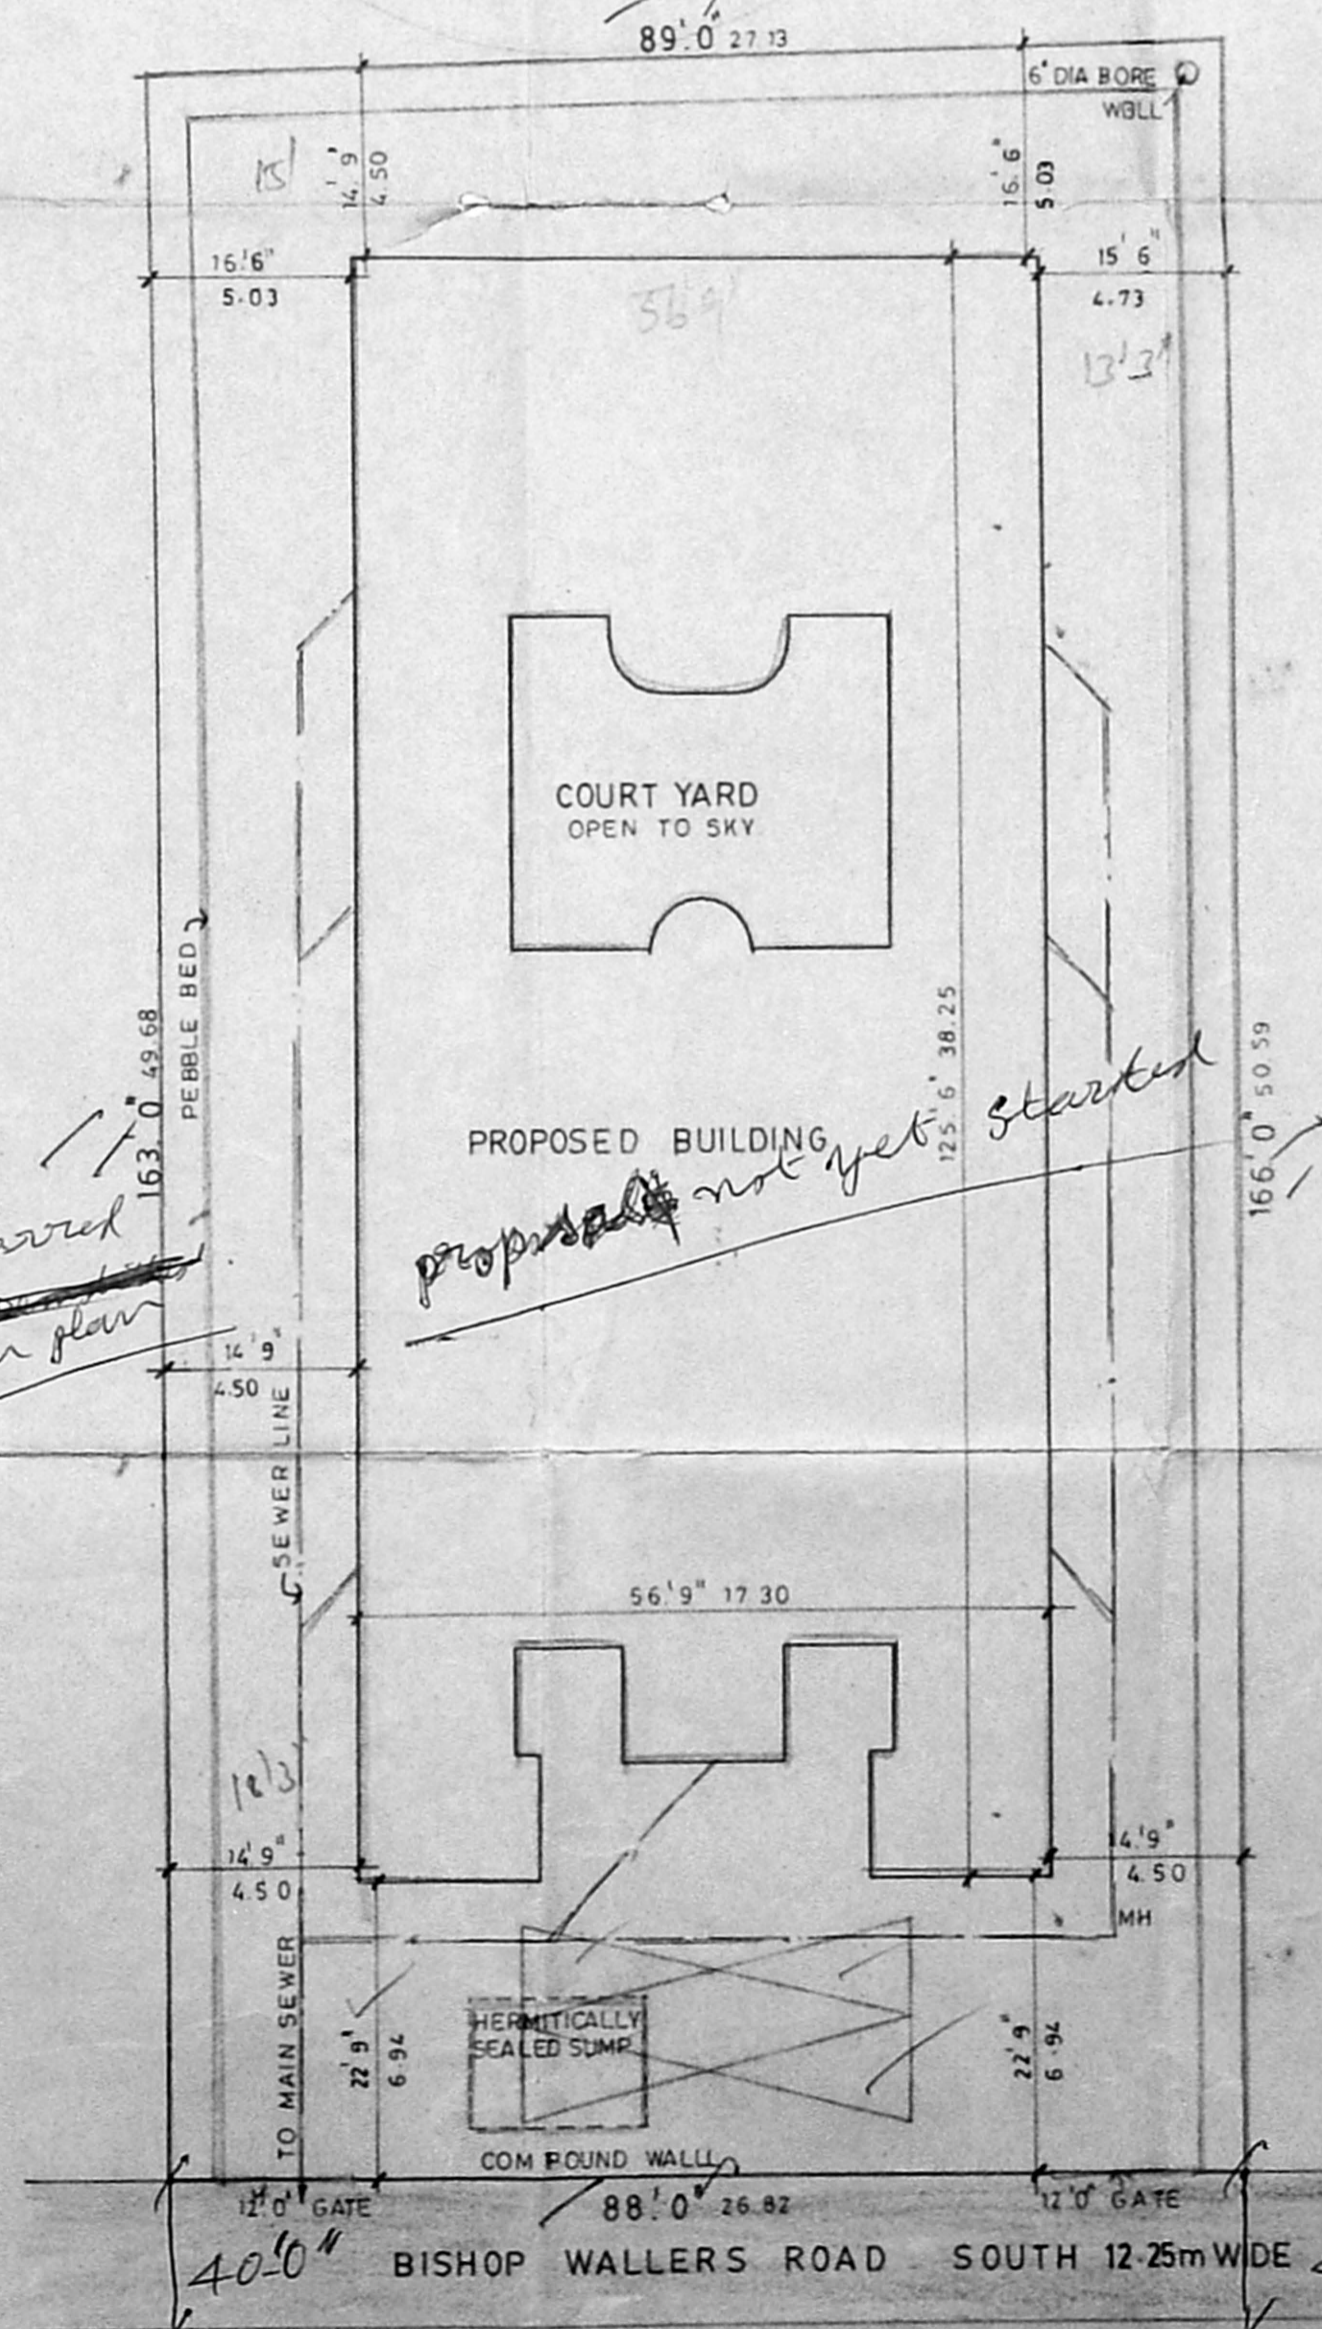 89'.0" 27 13
6" DIA BORE
WELL
15'
14'.9"
4.50
16'.6"
5.03
16'.6"
5.03
15' 6"
4.73
56'9"
13'3"
COURT YARD
OPEN TO SKY
PEBBLE BED
163'.0" 49.68
125'.6" 38.25
166'.0" 50.59
PROPOSED BUILDING
not yet started
plan
14'9"
4.50
SEWER LINE
56'.9" 17 30
18'3"
14'9"
4.50
14'.9"
4.50
MH
TO MAIN SEWER
22'9"
6.94
HERMITICALLY
SEALED SUMP
22'9"
6.94
COMPOUND WALL
12'0" GATE
88'.0" 26.82
12'0" GATE
40'-0" BISHOP WALLERS ROAD SOUTH 12.25m WIDE